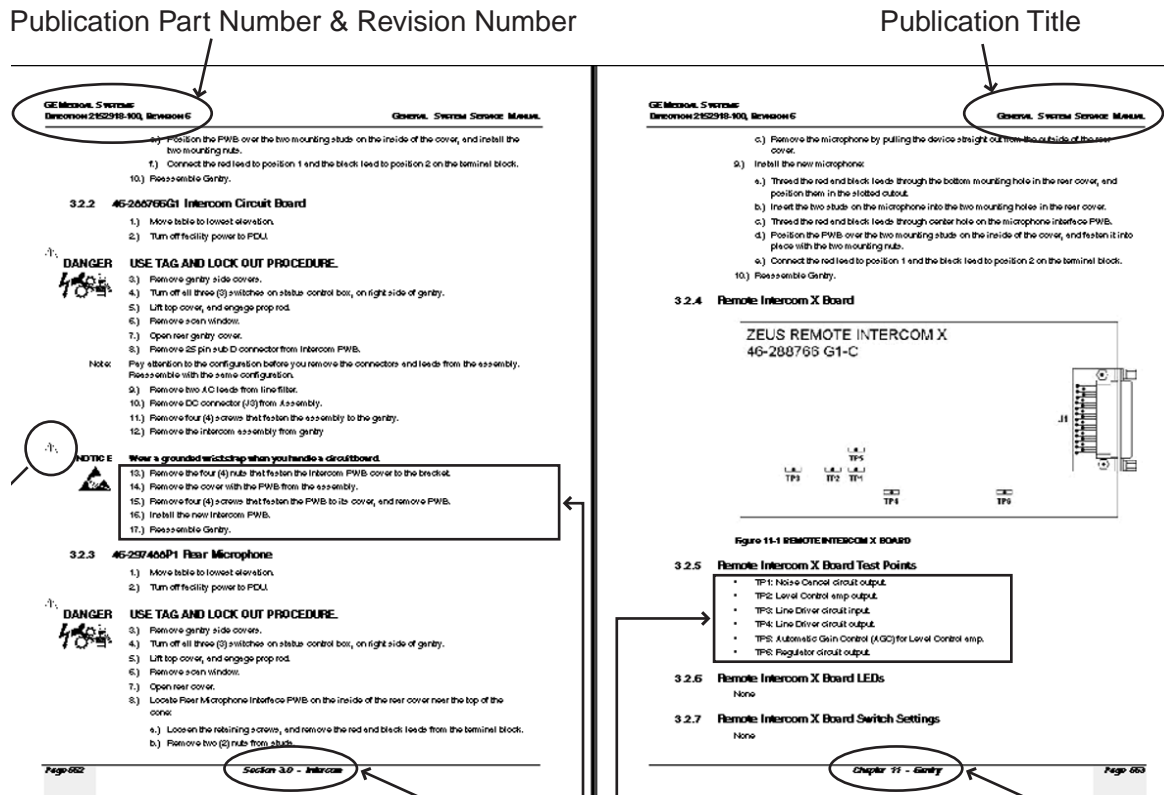 Publication Part Number & Revision Number
Publication Title
GE MEDICAL SYSTEMS
DIRECTION 2152918-100, REVISION 6
GENERAL SYSTEM SERVICE MANUAL
e.) Position the PWB over the two mounting studs on the inside of the cover, and install the
two mounting nuts.
f.) Connect the red lead to position 1 and the black lead to position 2 on the terminal block.
10.) Reassemble Gantry.
3.2.2 46-288766G1 Intercom Circuit Board
1.) Move table to lowest elevation.
2.) Turn off facility power to PDU.
DANGER USE TAG AND LOCK OUT PROCEDURE.
3.) Remove gantry side covers.
4.) Turn off all three (3) switches on status control box, on right side of gantry.
5.) Lift top cover, and engage prop rod.
6.) Remove scan window.
7.) Open rear gantry cover.
8.) Remove 25 pin sub D connector from Intercom PWB.
Note: Pay attention to the configuration before you remove the connectors and leads from the assembly.
Reassemble with the same configuration.
9.) Remove two AC leads from line filter.
10.) Remove DC connector (J3) from Assembly.
11.) Remove four (4) screws that fasten the assembly to the gantry.
12.) Remove the intercom assembly from gantry
NOTICE Wear a grounded wriststrap when you handle a circuitboard.
13.) Remove the four (4) nuts that fasten the Intercom PWB cover to the bracket.
14.) Remove the cover with the PWB from the assembly.
15.) Remove four (4) screws that fasten the PWB to its cover, and remove PWB.
16.) Install the new Intercom PWB.
17.) Reassemble Gantry.
3.2.3 46-297488P1 Rear Microphone
1.) Move table to lowest elevation.
2.) Turn off facility power to PDU.
DANGER USE TAG AND LOCK OUT PROCEDURE.
3.) Remove gantry side covers.
4.) Turn off all three (3) switches on status control box, on right side of gantry.
5.) Lift top cover, and engage prop rod.
6.) Remove scan window.
7.) Open rear cover.
8.) Locate Rear Microphone Interface PWB on the inside of the rear cover near the top of the
cone:
a.) Loosen the retaining screws, and remove the red and black leads from the terminal block.
b.) Remove two (2) nuts from studs.
Page 552
Section 3.0 - Intercom
GE MEDICAL SYSTEMS
DIRECTION 2152918-100, REVISION 6
GENERAL SYSTEM SERVICE MANUAL
c.) Remove the microphone by pulling the device straight out from the outside of the rear
cover.
9.) Install the new microphone:
a.) Thread the red and black leads through the bottom mounting hole in the rear cover, and
position them in the slotted cutout.
b.) Insert the two studs on the microphone into the two mounting holes in the rear cover.
c.) Thread the red and black leads through center hole on the microphone interface PWB.
d.) Position the PWB over the two mounting studs on the inside of the cover, and fasten it into
place with the two mounting nuts.
e.) Connect the red lead to position 1 and the black lead to position 2 on the terminal block.
10.) Reassemble Gantry.
3.2.4 Remote Intercom X Board
ZEUS REMOTE INTERCOM X
46-288766 G1-C
J1
TP5
TP3 TP2 TP1
TP4 TP6
Figure 11-1 REMOTE INTERCOM X BOARD
3.2.5 Remote Intercom X Board Test Points
• TP1: Noise Cancel circuit output.
• TP2: Level Control amp output.
• TP3: Line Driver circuit input.
• TP4: Line Driver circuit output.
• TP5: Automatic Gain Control (AGC) for Level Control amp.
• TP6: Regulator circuit output.
3.2.6 Remote Intercom X Board LEDs
None
3.2.7 Remote Intercom X Board Switch Settings
None
Chapter 11 - Gantry
Page 553